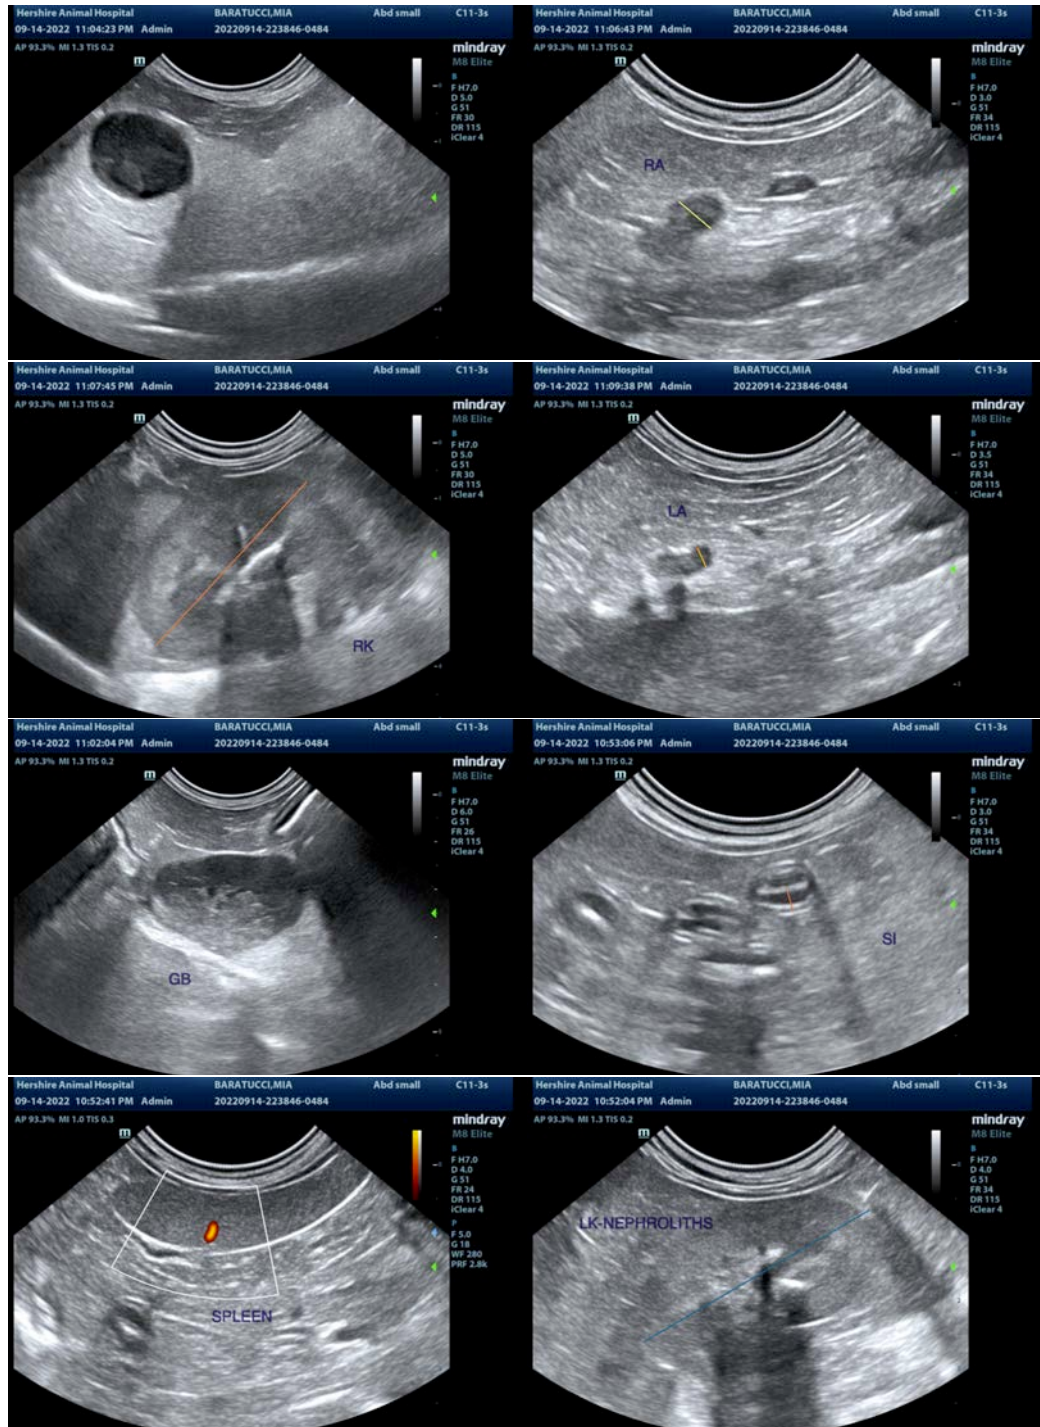 Hershire Animal Hospital BARATUCCI,MIA Abd small C11-3s
09-14-2022 11:04:23 PM Admin 20220914-223846-0484
AP 93.3% MI 1.3 TIS 0.2
mindray
M8 Elite
B
F H7.0
D 5.0
G 51
FR 30
DR 115
iClear 4
Hershire Animal Hospital BARATUCCI,MIA Abd small C11-3s
09-14-2022 11:06:43 PM Admin 20220914-223846-0484
AP 93.3% MI 1.3 TIS 0.2
mindray
M8 Elite
B
F H7.0
D 3.0
G 51
FR 34
DR 115
iClear 4
RA
Hershire Animal Hospital BARATUCCI,MIA Abd small C11-3s
09-14-2022 11:07:45 PM Admin 20220914-223846-0484
AP 93.3% MI 1.3 TIS 0.2
mindray
M8 Elite
B
F H7.0
D 5.0
G 51
FR 30
DR 115
iClear 4
RK
Hershire Animal Hospital BARATUCCI,MIA Abd small C11-3s
09-14-2022 11:09:38 PM Admin 20220914-223846-0484
AP 93.3% MI 1.3 TIS 0.2
mindray
M8 Elite
B
F H7.0
D 3.5
G 51
FR 34
DR 115
iClear 4
LA
Hershire Animal Hospital BARATUCCI,MIA Abd small C11-3s
09-14-2022 11:02:04 PM Admin 20220914-223846-0484
AP 93.3% MI 1.3 TIS 0.2
mindray
M8 Elite
B
F H7.0
D 6.0
G 51
FR 26
DR 115
iClear 4
GB
Hershire Animal Hospital BARATUCCI,MIA Abd small C11-3s
09-14-2022 10:53:06 PM Admin 20220914-223846-0484
AP 93.3% MI 1.3 TIS 0.2
mindray
M8 Elite
B
F H7.0
D 3.0
G 51
FR 34
DR 115
iClear 4
SI
Hershire Animal Hospital BARATUCCI,MIA Abd small C11-3s
09-14-2022 10:52:41 PM Admin 20220914-223846-0484
AP 93.3% MI 1.0 TIS 0.3
mindray
M8 Elite
B
F H7.0
D 4.0
G 51
FR 24
DR 115
iClear 4
P
F 5.0
G 18
WF 280
PRF 2.8k
SPLEEN
Hershire Animal Hospital BARATUCCI,MIA Abd small C11-3s
09-14-2022 10:52:04 PM Admin 20220914-223846-0484
AP 93.3% MI 1.3 TIS 0.2
mindray
M8 Elite
B
F H7.0
D 3.0
G 51
FR 34
DR 115
iClear 4
LK-NEPHROLITHS